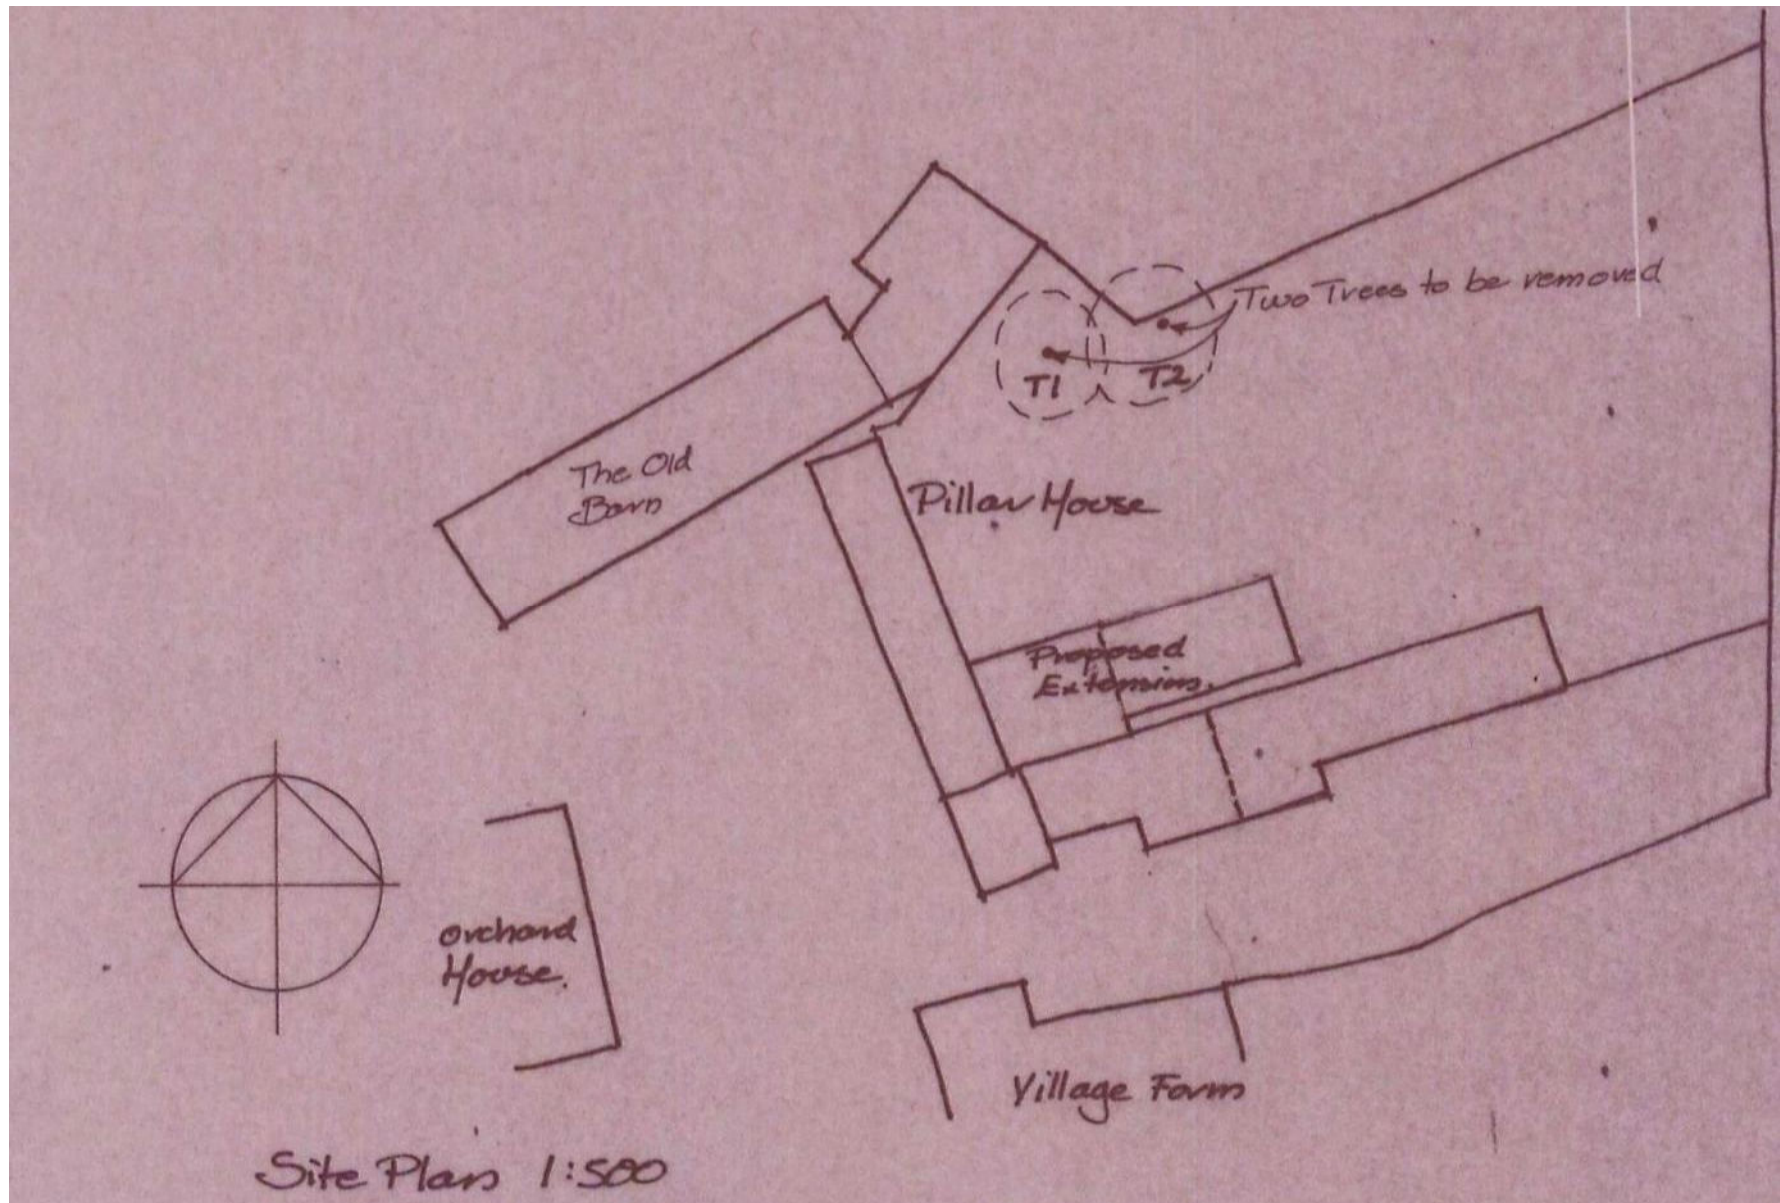 Two Trees to be removed
T1
T2
The Old
Barn
Pillar House
Proposed
Extension.
Orchard
House.
Village Farm
Site Plan 1:500